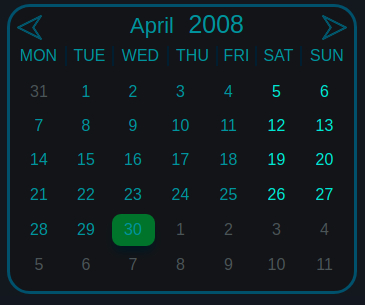 April 2008
MON TUE WED THU FRI SAT SUN
31 1 2 3 4 5 6
7 8 9 10 11 12 13
14 15 16 17 18 19 20
21 22 23 24 25 26 27
28 29 30 1 2 3 4
5 6 7 8 9 10 11